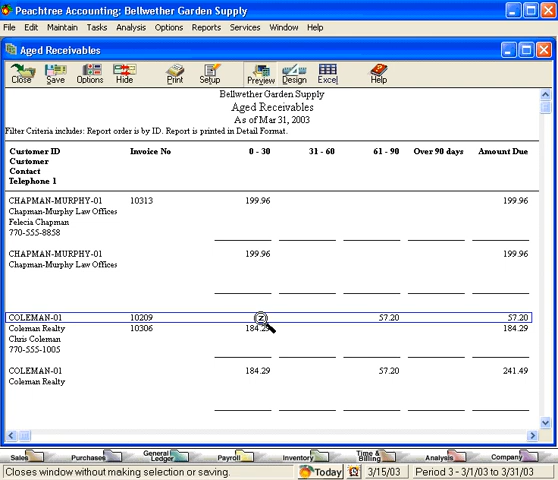 Peachtree Accounting: Bellwether Garden Supply
File Edit Maintain Tasks Analysis Options Reports Services Window Help
Aged Receivables
Close Save Options Hide Print Setup Preview Design Excel Help
Bellwether Garden Supply
Aged Receivables
As of Mar 31, 2003
Filter Criteria includes: Report order is by ID. Report is printed in Detail Format.
Customer ID Invoice No 0 - 30 31 - 60 61 - 90 Over 90 days Amount Due
Customer
Contact
Telephone 1
CHAPMAN-MURPHY-01 10313 199.96 199.96
Chapman-Murphy Law Offices
Felecia Chapman
770-555-8858
CHAPMAN-MURPHY-01 199.96 199.96
Chapman-Murphy Law Offices
COLEMAN-01 10209 57.20 57.20
Coleman Realty 10306 184.29 184.29
Chris Coleman
770-555-1005
COLEMAN-01 184.29 57.20 241.49
Coleman Realty
Sales Purchases General Ledger Payroll Inventory Time & Billing Analysis Company
Closes window without making selection or saving. Today 3/15/03 Period 3 - 3/1/03 to 3/31/03